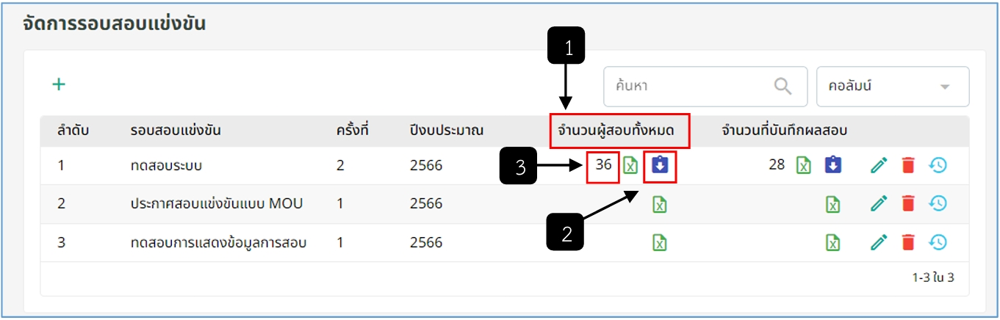 จัดการรอบสอบแข่งขัน
1
ค้นหา คอลัมน์
ลำดับ รอบสอบแข่งขัน ครั้งที่ ปีงบประมาณ จำนวนผู้สอบทั้งหมด จำนวนที่บันทึกผลสอบ
1 ทดสอบระบบ 2 2566 3 36 28
2 ประกาศสอบแข่งขันแบบ MOU 1 2566
2
3 ทดสอบการแสดงข้อมูลการสอบ 1 2566
1-3 ใน 3